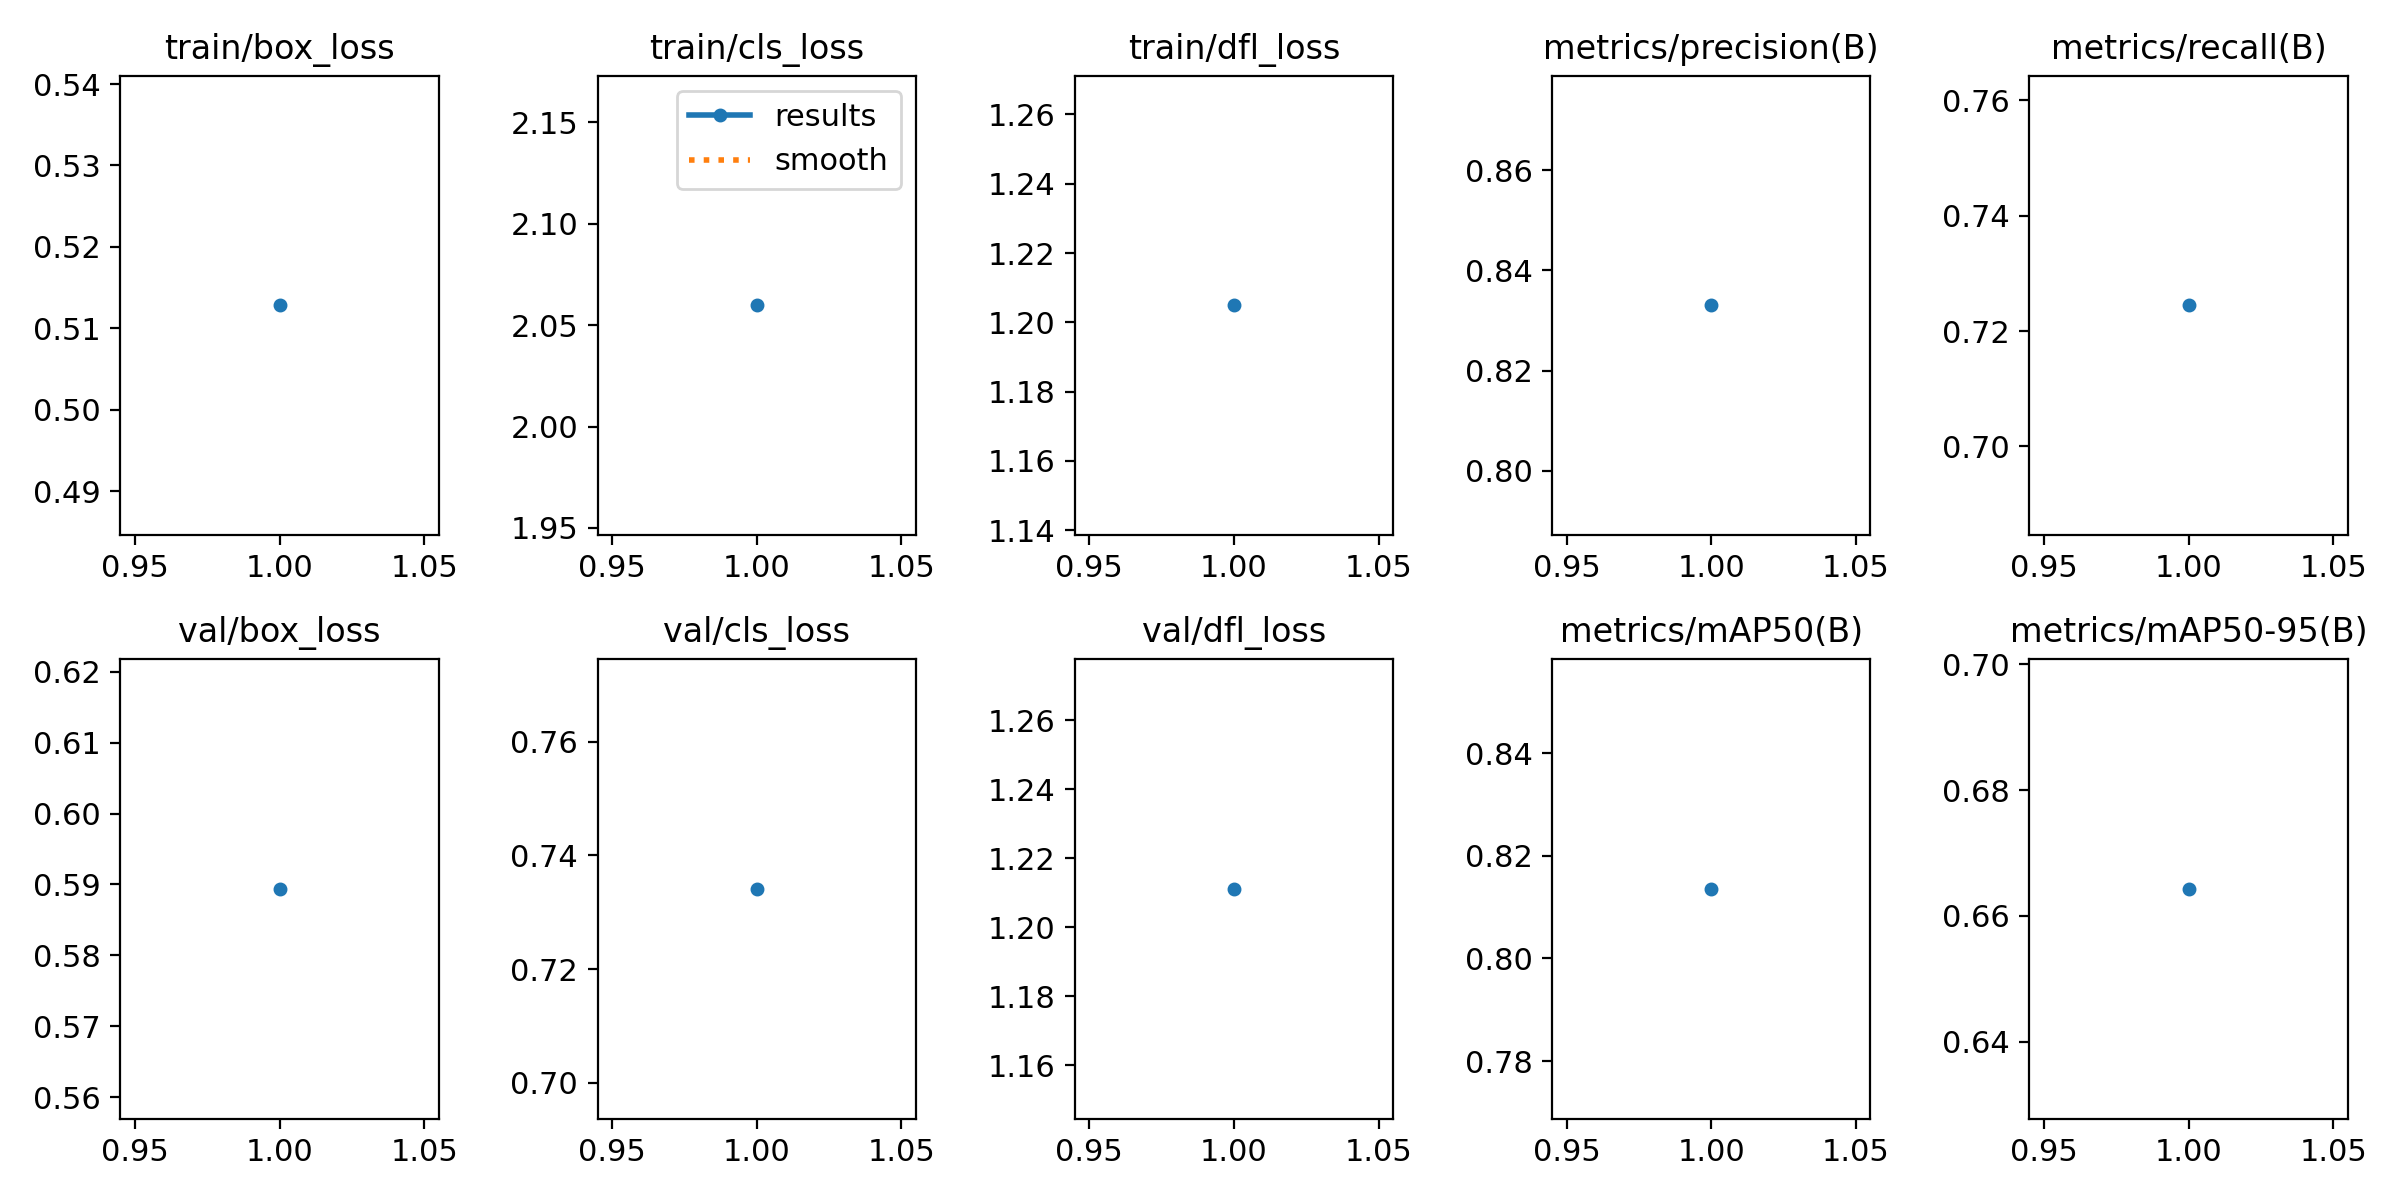 train/box_loss
0.54
0.53
0.52
0.51
0.50
0.49
0.95 1.00 1.05
train/cls_loss
results
smooth
2.15
2.10
2.05
2.00
1.95
0.95 1.00 1.05
train/dfl_loss
1.26
1.24
1.22
1.20
1.18
1.16
1.14
0.95 1.00 1.05
metrics/precision(B)
0.86
0.84
0.82
0.80
0.95 1.00 1.05
metrics/recall(B)
0.76
0.74
0.72
0.70
0.95 1.00 1.05
val/box_loss
0.62
0.61
0.60
0.59
0.58
0.57
0.56
0.95 1.00 1.05
val/cls_loss
0.76
0.74
0.72
0.70
0.95 1.00 1.05
val/dfl_loss
1.26
1.24
1.22
1.20
1.18
1.16
0.95 1.00 1.05
metrics/mAP50(B)
0.84
0.82
0.80
0.78
0.95 1.00 1.05
metrics/mAP50-95(B)
0.70
0.68
0.66
0.64
0.95 1.00 1.05